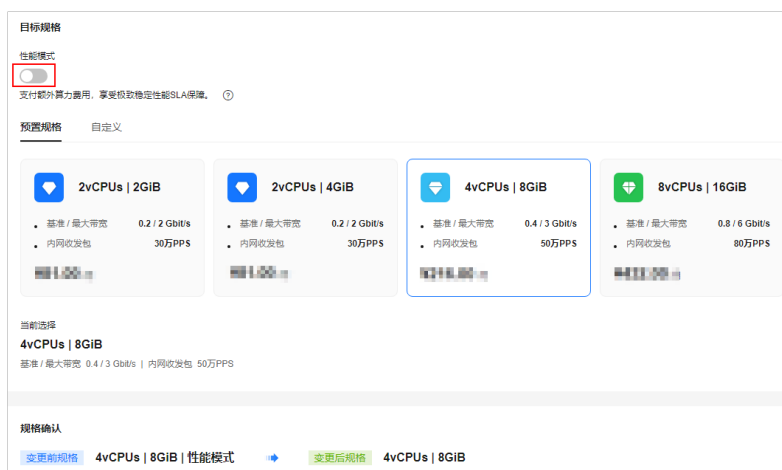 目标规格
性能模式
支付额外算力费用，享受极致稳定性能SLA保障。 ?
预置规格 自定义
2vCPUs | 2GiB
基准 / 最大带宽 0.2 / 2 Gbit/s
内网收发包 30万PPS
2vCPUs | 4GiB
基准 / 最大带宽 0.2 / 2 Gbit/s
内网收发包 30万PPS
4vCPUs | 8GiB
基准 / 最大带宽 0.4 / 3 Gbit/s
内网收发包 50万PPS
8vCPUs | 16GiB
基准 / 最大带宽 0.8 / 6 Gbit/s
内网收发包 80万PPS
当前选择
4vCPUs | 8GiB
基准 / 最大带宽 0.4 / 3 Gbit/s | 内网收发包 50万PPS
规格确认
变更前规格 4vCPUs | 8GiB | 性能模式 变更后规格 4vCPUs | 8GiB